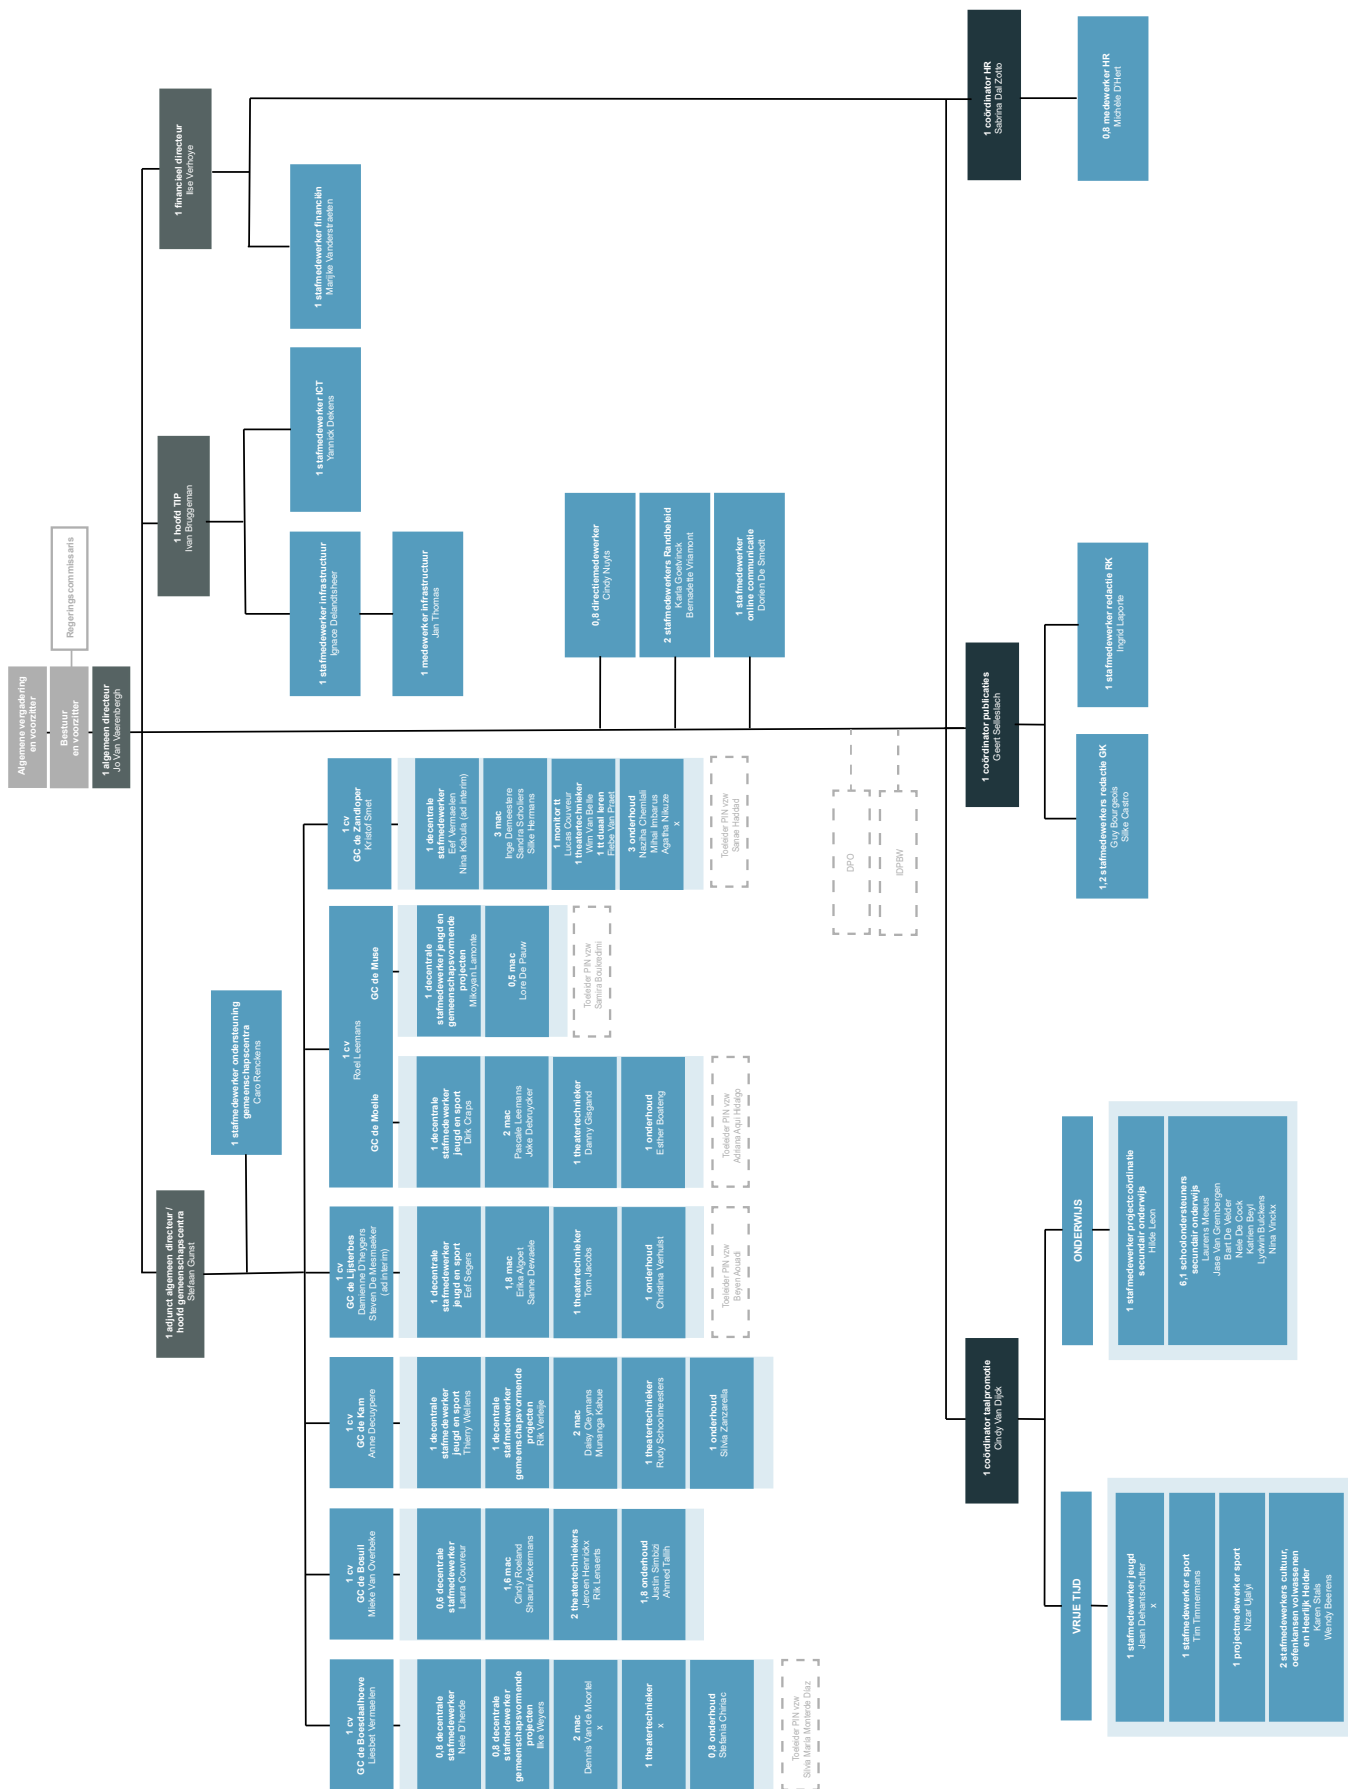 Algemene vergadering
en voorzitter
Bestuur
en voorzitter
Regeringscommissaris
1 algemeen directeur
Jo Van Vaerenbergh
1 adjunct algemeen directeur /
hoofd gemeenschapscentra
Stefaan Gunst
1 hoofd TIP
Ivan Bruggeman
1 financieel directeur
Ilse Verhoye
1 stafmedewerker ondersteuning
gemeenschapscentra
Caro Renckens
1 stafmedewerker infrastructuur
Ignace Delandtsheer
1 stafmedewerker ICT
Yannick Dekens
1 stafmedewerker financiën
Marijke Vanderstraeten
1 medewerker infrastructuur
Jan Thomas
1 cv
GC de Boesdaalhoeve
Liesbet Vermaelen
0,8 decentrale
stafmedewerker
Nele D'herde
0,8 decentrale
stafmedewerker
gemeenschapsvormende
projecten
Ilke Weyers
2 mac
Dennis Van de Moortel
x
1 theatertechnieker
x
0,8 onderhoud
Stefania Chiriac
Toeleider PIN vzw
Silvia Maria Monterde Diaz
1 cv
GC de Bosuil
Mieke Van Overbeke
0,6 decentrale
stafmedewerker
Laura Couvreur
1,6 mac
Cindy Roeland
Shauni Ackermans
2 theatertechniekers
Jeroen Henrickx
Rik Lenaerts
1,8 onderhoud
Justin Simbizi
Ahmed Tallih
1 cv
GC de Kam
Anne Decuypere
1 decentrale
stafmedewerker
jeugd en sport
Thierry Wellens
1 decentrale
stafmedewerker
gemeenschapsvormende
projecten
Rik Verleije
2 mac
Daisy Cleymans
Munanga Kabue
1 theatertechnieker
Rudy Schoolmeesters
1 onderhoud
Silvia Zanzarella
1 cv
GC de Lijsterbes
Damienne D'heygers
Steven De Mesmaeker
(ad interim)
1 decentrale
stafmedewerker
jeugd en sport
Eef Segers
1,8 mac
Erika Algoet
Sanne Dewaele
1 theatertechnieker
Tom Jacobs
1 onderhoud
Christina Verhulst
Toeleider PIN vzw
Beyen Aouadi
1 cv
Roel Leemans
GC de Moelie
GC de Muse
1 decentrale
stafmedewerker
jeugd en sport
Dirk Craps
2 mac
Pascale Leemans
Joke Debruycker
1 theatertechnieker
Danny Gisgand
1 onderhoud
Esther Boateng
Toeleider PIN vzw
Adriana Aqui Hidalgo
1 decentrale
stafmedewerker jeugd en
gemeenschapsvormende
projecten
Mikoyan Lamonte
0,5 mac
Lore De Pauw
Toeleider PIN vzw
Samira Boukredimi
1 cv
GC de Zandloper
Kristof Smet
1 decentrale
stafmedewerker
Eef Vermaelen
Nina Kabula (ad interim)
3 mac
Inge Demeestere
Sandra Scholiers
Silke Hermans
1 monitor tt
Lucas Couvreur
1 theatertechnieker
Wim Van Belle
1 tt duaal leren
Fiebe Van Praet
3 onderhoud
Naziha Chemlali
Mihai Imbarus
Agatha Nikuze
x
Toeleider PIN vzw
Sanae Haddad
0,8 directiemedewerker
Cindy Nuyts
2 stafmedewerkers Randbeleid
Karla Goetvinck
Bernadette Vriamont
1 stafmedewerker
online communicatie
Dorien De Smedt
DPO
IDPBW
1 coördinator taalpromotie
Cindy Van Dijck
1 coördinator publicaties
Geert Selleslach
1 coördinator HR
Sabrina Dal Zotto
VRIJE TIJD
1 stafmedewerker jeugd
Jaan Dehantschutter
x
1 stafmedewerker sport
Tim Timmermans
1 projectmedewerker sport
Nizar Ujalyi
2 stafmedewerkers cultuur,
oefenkansen volwassenen
en Heerlijk Helder
Karen Stals
Wendy Beerens
ONDERWIJS
1 stafmedewerker projectcoördinatie
secundair onderwijs
Hilde Leon
6,1 schoolondersteuners
secundair onderwijs
Laurens Meeus
Jase Van Grembergen
Bart De Velder
Nele De Cock
Katrien Beyl
Lydwin Bulckens
Nina Vinckx
1,2 stafmedewerkers redactie GK
Guy Bourgeois
Silke Castro
1 stafmedewerker redactie RK
Ingrid Laporte
0,8 medewerker HR
Michèle D'Hert